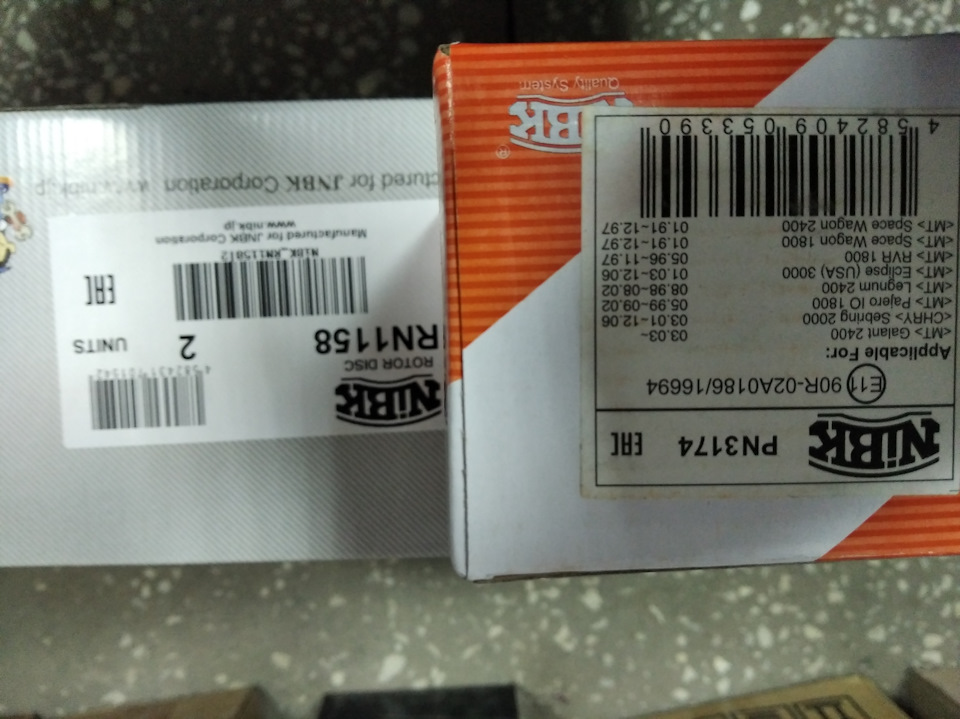 NiBK
ROTOR DISC
RN1158
2 UNITS
EAC
NiBK_RN115812
Manufactured for JNBK Corporation
www.nibk.jp
ctured for JNBK Corporation www.nibk.jp
NiBK
PN3174
EAC
E11 90R-02A0186/16694
Applicable For:
<MT> Galant 2400 03.03~
<CHRY> Sebring 2000 03.01~12.06
<MT> Pajero IO 1800 05.99~09.02
<MT> Legnum 2400 08.98~08.02
<MT> Eclipse (USA) 3000 01.03~12.06
<MT> RVR 1800 05.96~11.97
<MT> Space Wagon 1800 01.91~12.97
<MT> Space Wagon 2400 01.91~12.97
4 582409 053390
NiBK®
Quality System